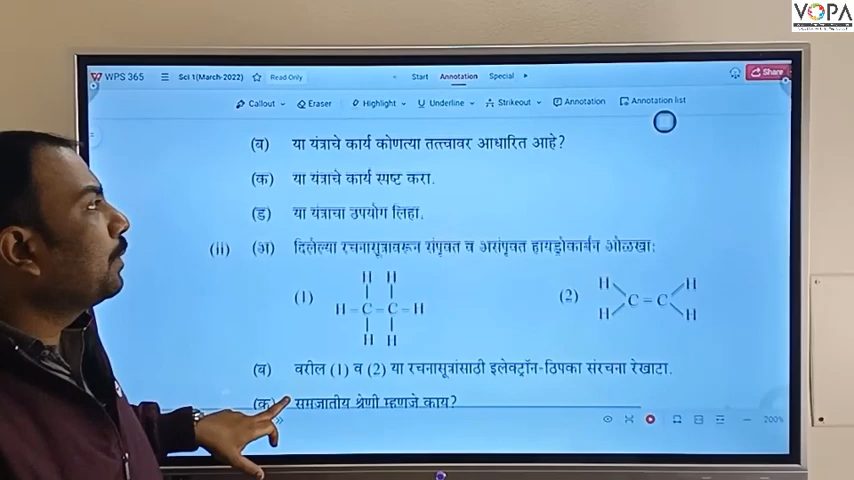 VOPA
WPS 365 Sci 1(March-2022) Read Only Start Annotation Special Share
Callout Eraser Highlight Underline Strikeout Annotation Annotation list
(ब) या यंत्राचे कार्य कोणत्या तत्त्वावर आधारित आहे?
(क) या यंत्राचे कार्य स्पष्ट करा.
(ड) या यंत्राचा उपयोग लिहा.
(ii) (अ) दिलेल्या रचनासूत्रावरून संपृक्त व असंपृक्त हायड्रोकार्बन ओळखा:
H H H H
(1) H – C – C – H (2) C = C
H H H H
(ब) वरील (1) व (2) या रचनासूत्रांसाठी इलेक्ट्रॉन-ठिपका संरचना रेखाटा.
(क) समजातीय श्रेणी म्हणजे काय?
200%